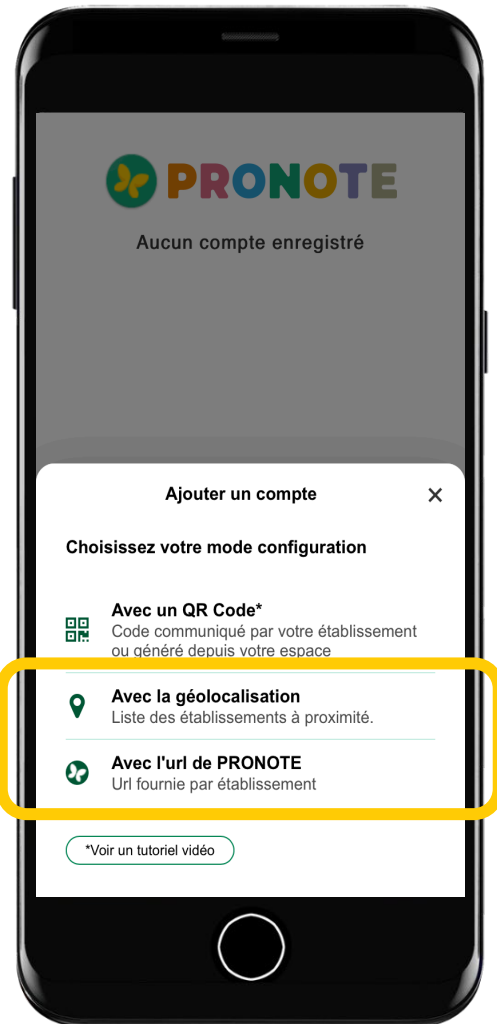 PRONOTE
Aucun compte enregistré
Ajouter un compte
Choisissez votre mode configuration
Avec un QR Code*
Code communiqué par votre établissement
ou généré depuis votre espace
Avec la géolocalisation
Liste des établissements à proximité.
Avec l'url de PRONOTE
Url fournie par établissement
*Voir un tutoriel vidéo